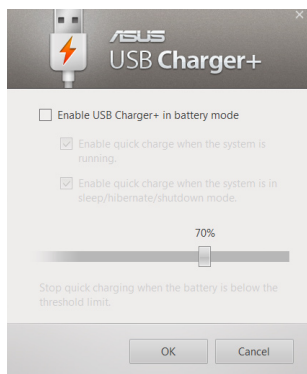 ASUS
USB Charger+
Enable USB Charger+ in battery mode
Enable quick charge when the system is
running.
Enable quick charge when the system is in
sleep/hibernate/shutdown mode.
70%
Stop quick charging when the battery is below the
threshold limit.
OK
Cancel